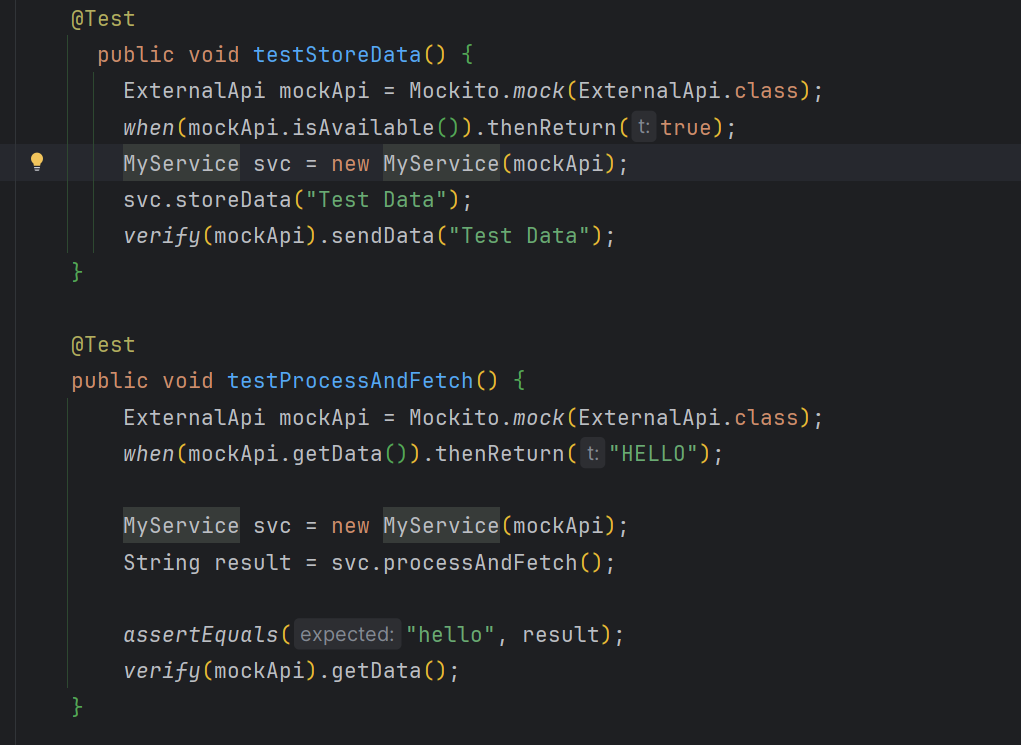 @Test
public void testStoreData() {
ExternalApi mockApi = Mockito.mock(ExternalApi.class);
when(mockApi.isAvailable()).thenReturn( t: true);
MyService svc = new MyService(mockApi);
svc.storeData("Test Data");
verify(mockApi).sendData("Test Data");
}
@Test
public void testProcessAndFetch() {
ExternalApi mockApi = Mockito.mock(ExternalApi.class);
when(mockApi.getData()).thenReturn( t: "HELLO");
MyService svc = new MyService(mockApi);
String result = svc.processAndFetch();
assertEquals( expected: "hello", result);
verify(mockApi).getData();
}